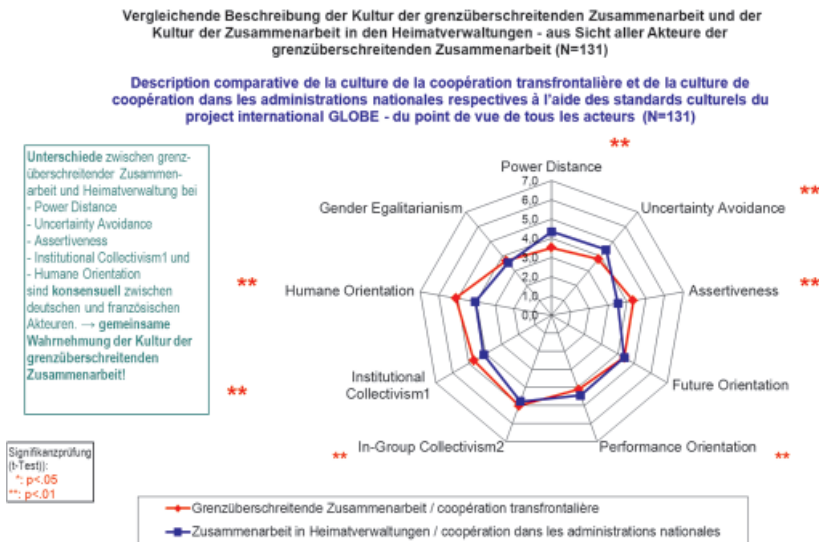 Vergleichende Beschreibung der Kultur der grenzüberschreitenden Zusammenarbeit und der
Kultur der Zusammenarbeit in den Heimatverwaltungen - aus Sicht aller Akteure der
grenzüberschreitenden Zusammenarbeit (N=131)
Description comparative de la culture de la coopération transfrontalière et de la culture de
coopération dans les administrations nationales respectives à l'aide des standards culturels du
project international GLOBE - du point de vue de tous les acteurs (N=131)
Unterschiede zwischen grenz-
überschreitender Zusammen-
arbeit und Heimatverwaltung bei
- Power Distance
- Uncertainty Avoidance
- Assertiveness
- Institutional Collectivism1 und
- Humane Orientation
sind konsensuell zwischen
deutschen und französischen
Akteuren. → gemeinsame
Wahrnehmung der Kultur der
grenzüberschreitenden
Zusammenarbeit!
**
Power Distance
7,0
6,0
5,0
4,0
3,0
2,0
1,0
0,0
**
Uncertainty Avoidance
**
Assertiveness
Future Orientation
Performance Orientation
**
In-Group Collectivism2
**
Institutional
Collectivism1
**
Humane Orientation
**
Gender Egalitarianism
Signifikanzprüfung
(t-Test)):
*: p<.05
**: p<.01
Grenzüberschreitende Zusammenarbeit / coopération transfrontalière
Zusammenarbeit in Heimatverwaltungen / coopération dans les administrations nationales